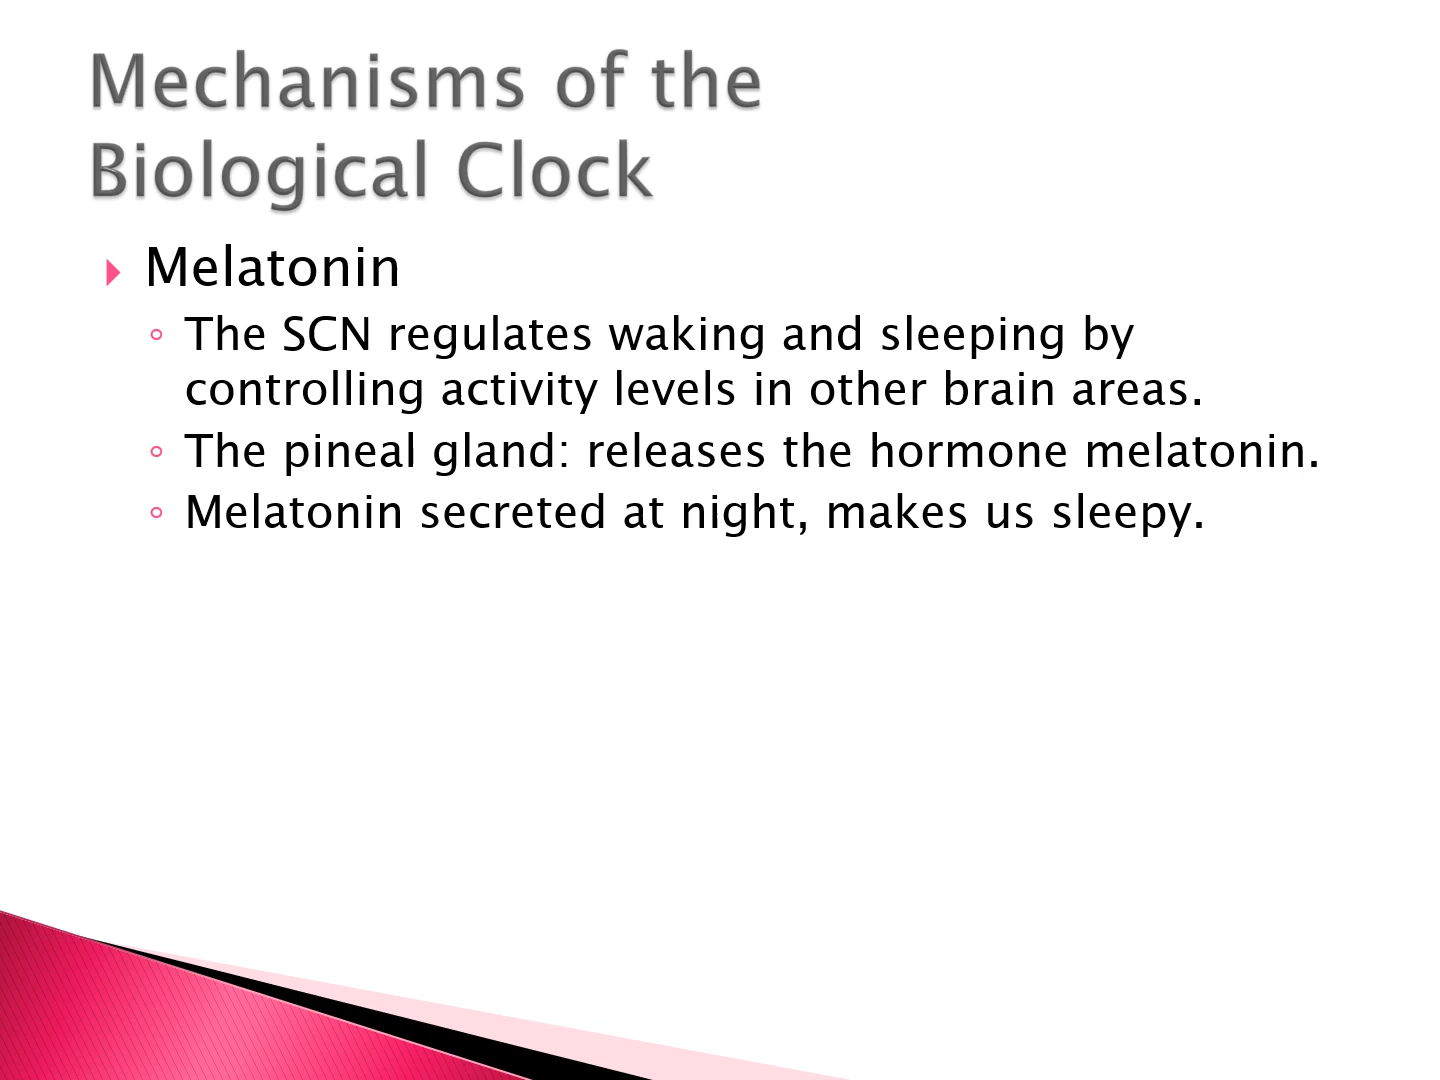 Mechanisms of the
Biological Clock
Melatonin
The SCN regulates waking and sleeping by
controlling activity levels in other brain areas.
The pineal gland: releases the hormone melatonin.
Melatonin secreted at night, makes us sleepy.